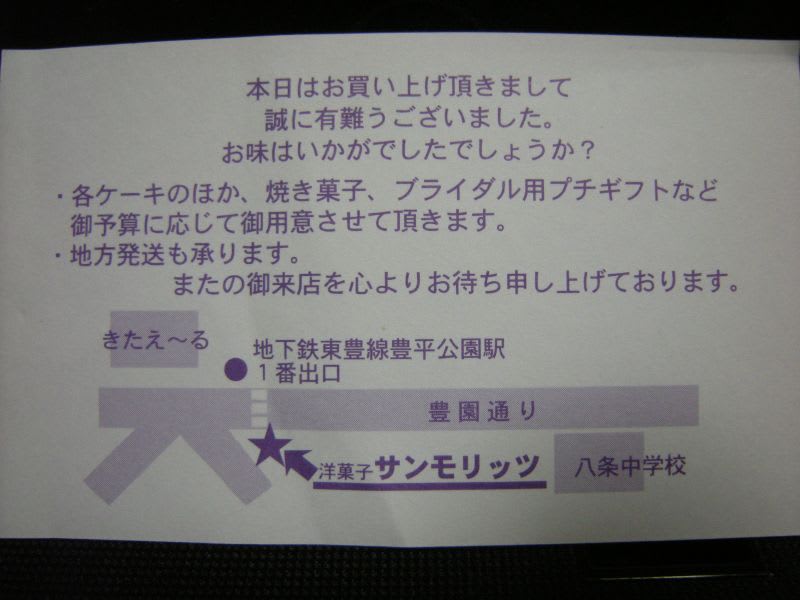 本日はお買い上げ頂きまして
誠に有難うございました。
お味はいかがでしたでしょうか？
・各ケーキのほか、焼き菓子、ブライダル用プチギフトなど
御予算に応じて御用意させて頂きます。
・地方発送も承ります。
またの御来店を心よりお待ち申し上げております。
きたえ～る
地下鉄東豊線豊平公園駅
１番出口
豊園通り
洋菓子サンモリッツ
八条中学校